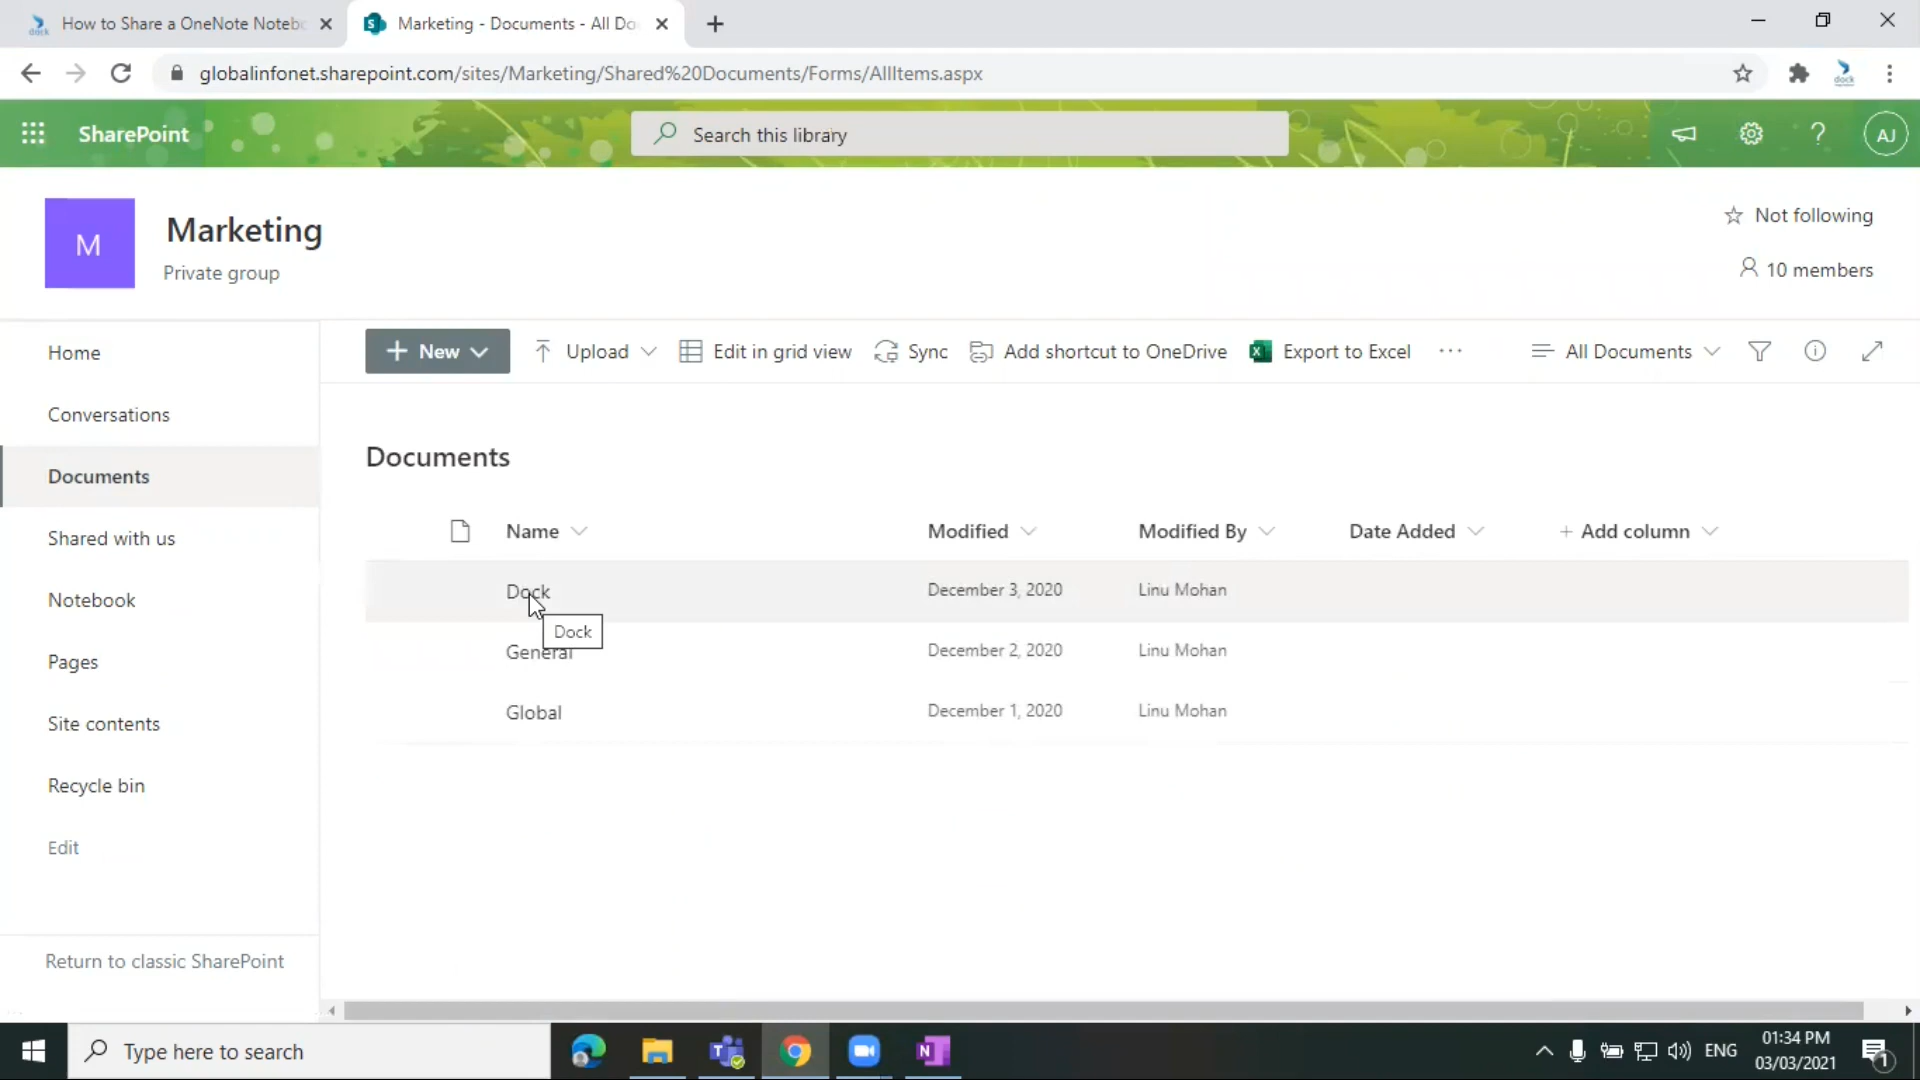 How to Share a OneNote Notebo
Marketing - Documents - All Do
globalinfonet.sharepoint.com/sites/Marketing/Shared%20Documents/Forms/AllItems.aspx
dock
SharePoint
Search this library
?
AJ
M
Marketing
Private group
Not following
10 members
Home
Conversations
Documents
Shared with us
Notebook
Pages
Site contents
Recycle bin
Edit
Return to classic SharePoint
+ New
Upload
Edit in grid view
Sync
Add shortcut to OneDrive
Export to Excel
...
All Documents
Documents
Name
Modified
Modified By
Date Added
+ Add column
Dock
December 3, 2020
Linu Mohan
Dock
General
December 2, 2020
Linu Mohan
Global
December 1, 2020
Linu Mohan
Type here to search
ENG
01:34 PM
03/03/2021
1